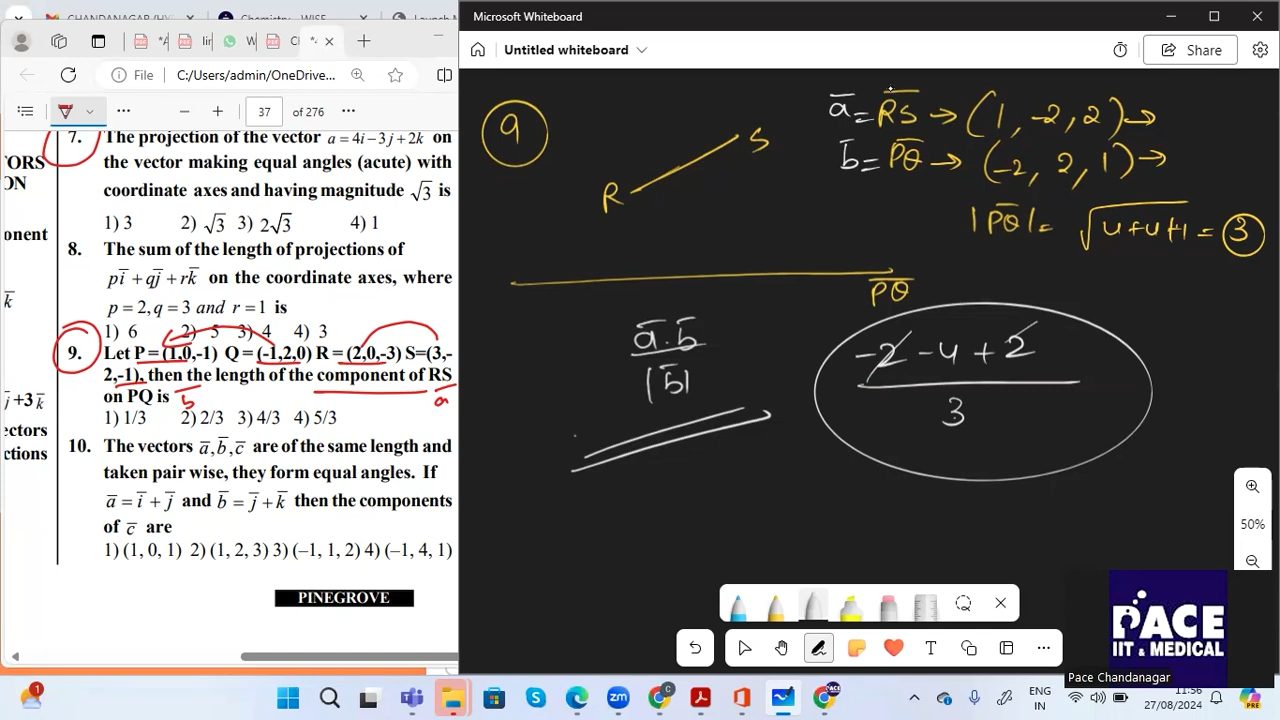 CHANDANAGAR/HYD
Chemistry- WISE
File C:/Users/admin/OneDrive...
37 of 276
7. The projection of the vector a = 4i − 3j + 2k on
the vector making equal angles (acute) with
coordinate axes and having magnitude √3 is
1) 3 2) √3 3) 2√3 4) 1
8. The sum of the length of projections of
pi̅ + qj̅ + rk̅ on the coordinate axes, where
p = 2, q = 3 and r = 1 is
1) 6 2) 5 3) 4 4) 3
9. Let P = (1,0,-1) Q = (-1,2,0) R = (2,0,-3) S=(3,-
2,-1), then the length of the component of RS
on PQ is b̅ a̅
1) 1/3 2) 2/3 3) 4/3 4) 5/3
10. The vectors a̅,b̅,c̅ are of the same length and
taken pair wise, they form equal angles. If
a̅ = i̅ + j̅ and b̅ = j̅ + k̅ then the components
of c̅ are
1) (1, 0, 1) 2) (1, 2, 3) 3) (–1, 1, 2) 4) (–1, 4, 1)
PINEGROVE
TORS
ON
onent
k̅
j̅ +3 k̅
ectors
ctions
Microsoft Whiteboard
Untitled whiteboard
Share
9
R S
a̅ = R̅S̅ → (1, -2, 2) →
b̅ = P̅Q̅ → (-2, 2, 1) →
|P̅Q̅| = √4+4+1 = 3
P̅Q̅
a̅.b̅
|b̅|
-2 -4 + 2
3
50%
PACE
IIT & MEDICAL
Pace Chandanagar
1
ENG
IN
11:56
27/08/2024